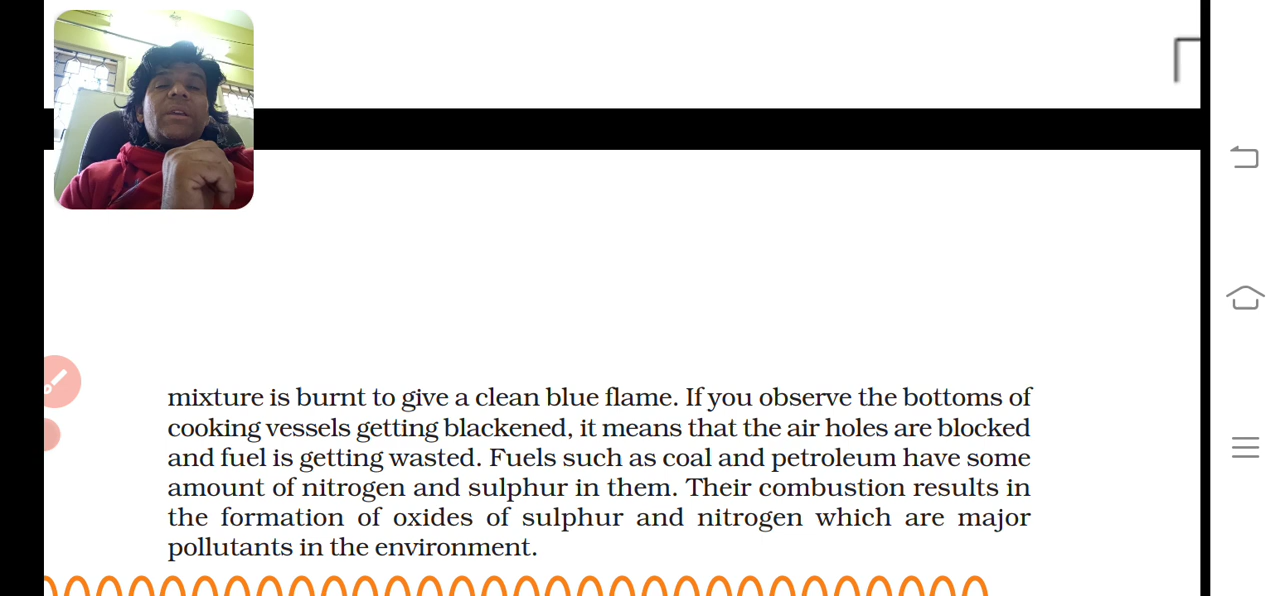 mixture is burnt to give a clean blue flame. If you observe the bottoms of
cooking vessels getting blackened, it means that the air holes are blocked
and fuel is getting wasted. Fuels such as coal and petroleum have some
amount of nitrogen and sulphur in them. Their combustion results in
the formation of oxides of sulphur and nitrogen which are major
pollutants in the environment.